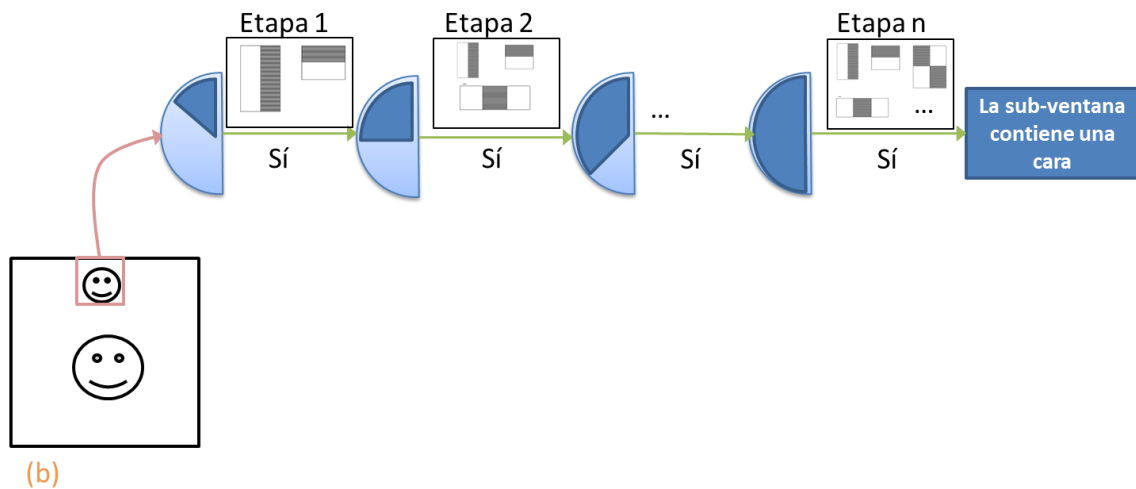 Etapa 1
Etapa 2
Etapa n
...
...
Sí
Sí
Sí
Sí
La sub-ventana
contiene una
cara
(b)